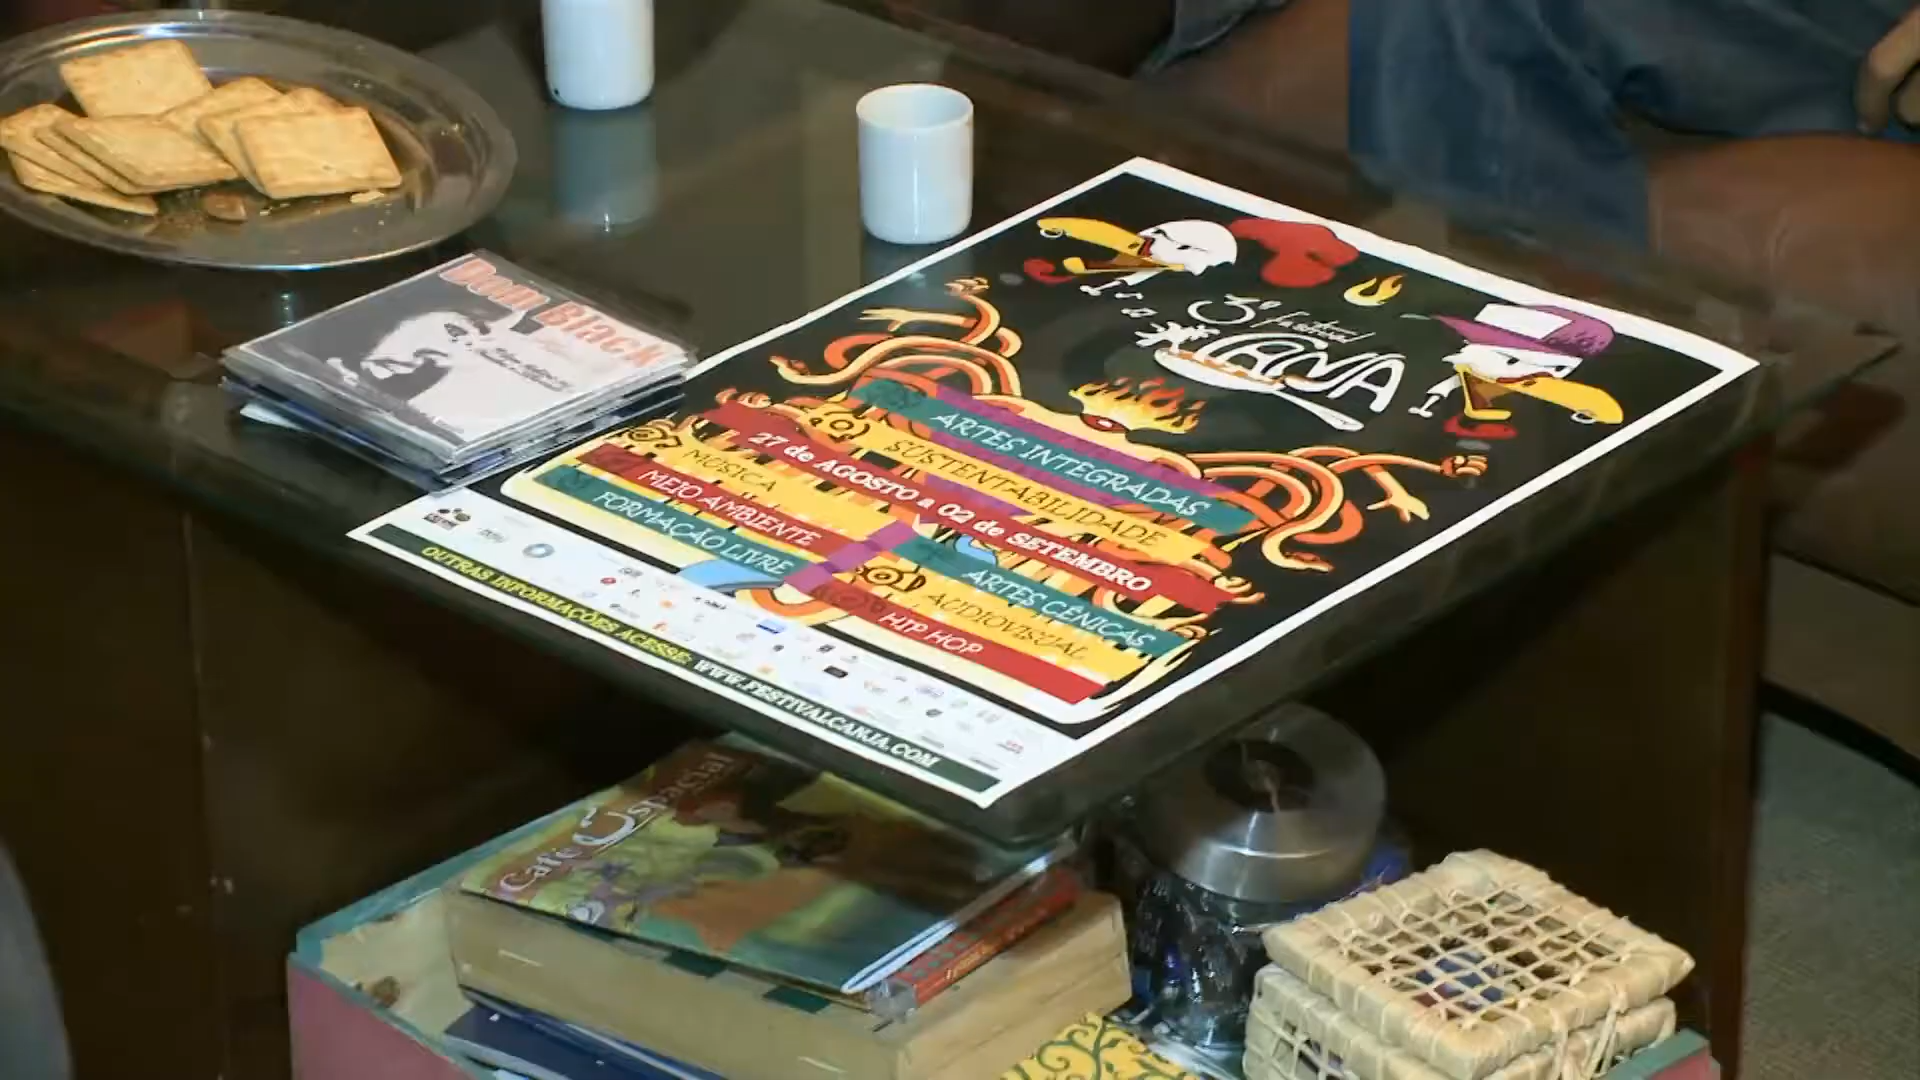 Dom Black
3º festival
CANJA
ARTES INTEGRADAS
SUSTENTABILIDADE
27 de AGOSTO a 02 de SETEMBRO
MÚSICA
MEIO AMBIENTE
FORMAÇÃO LIVRE
ARTES CÊNICAS
AUDIOVISUAL
HIP HOP
OUTRAS INFORMAÇÕES ACESSE: WWW.FESTIVALCANJA.COM
Café Espacial